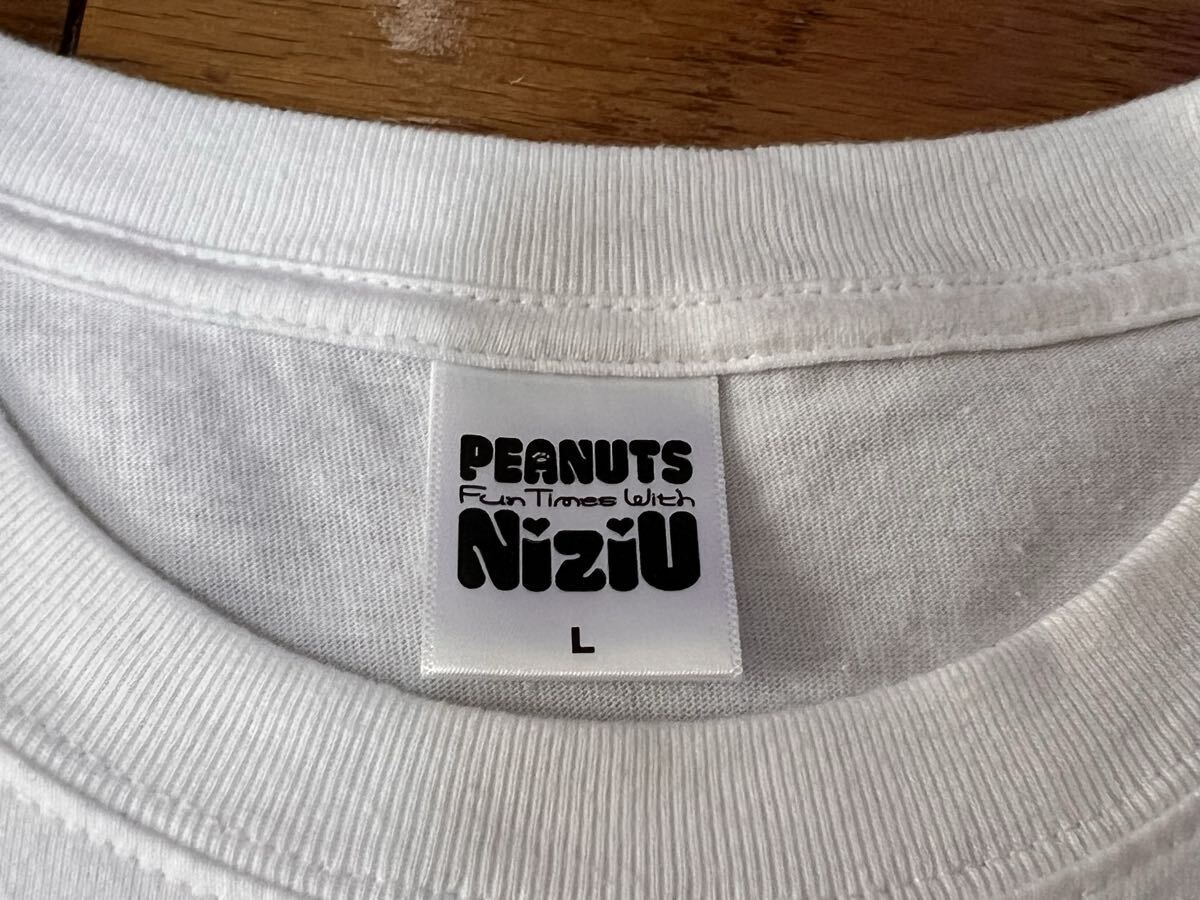 PEANUTS
Fun Times With
NiziU
L